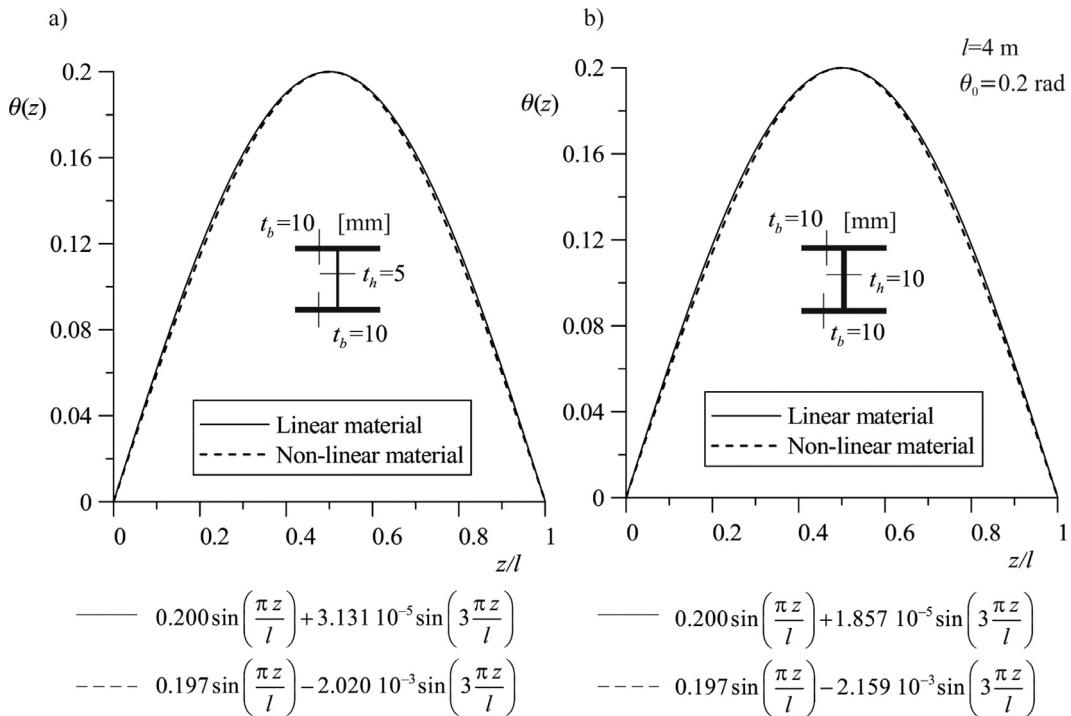 a)
θ(z)
0.2
0.16
0.12
0.08
0.04
0
0 0.2 0.4 0.6 0.8 1
z/l
t_b=10 [mm]
t_h=5
t_b=10
Linear material
Non-linear material
0.200 sin(πz/l)+3.131 10⁻⁵ sin(3 πz/l)
0.197 sin(πz/l)−2.020 10⁻³ sin(3 πz/l)
b)
l=4 m
θ₀=0.2 rad
θ(z)
0.2
0.16
0.12
0.08
0.04
0
0 0.2 0.4 0.6 0.8 1
z/l
t_b=10 [mm]
t_h=10
t_b=10
Linear material
Non-linear material
0.200 sin(πz/l)+1.857 10⁻⁵ sin(3 πz/l)
0.197 sin(πz/l)−2.159 10⁻³ sin(3 πz/l)